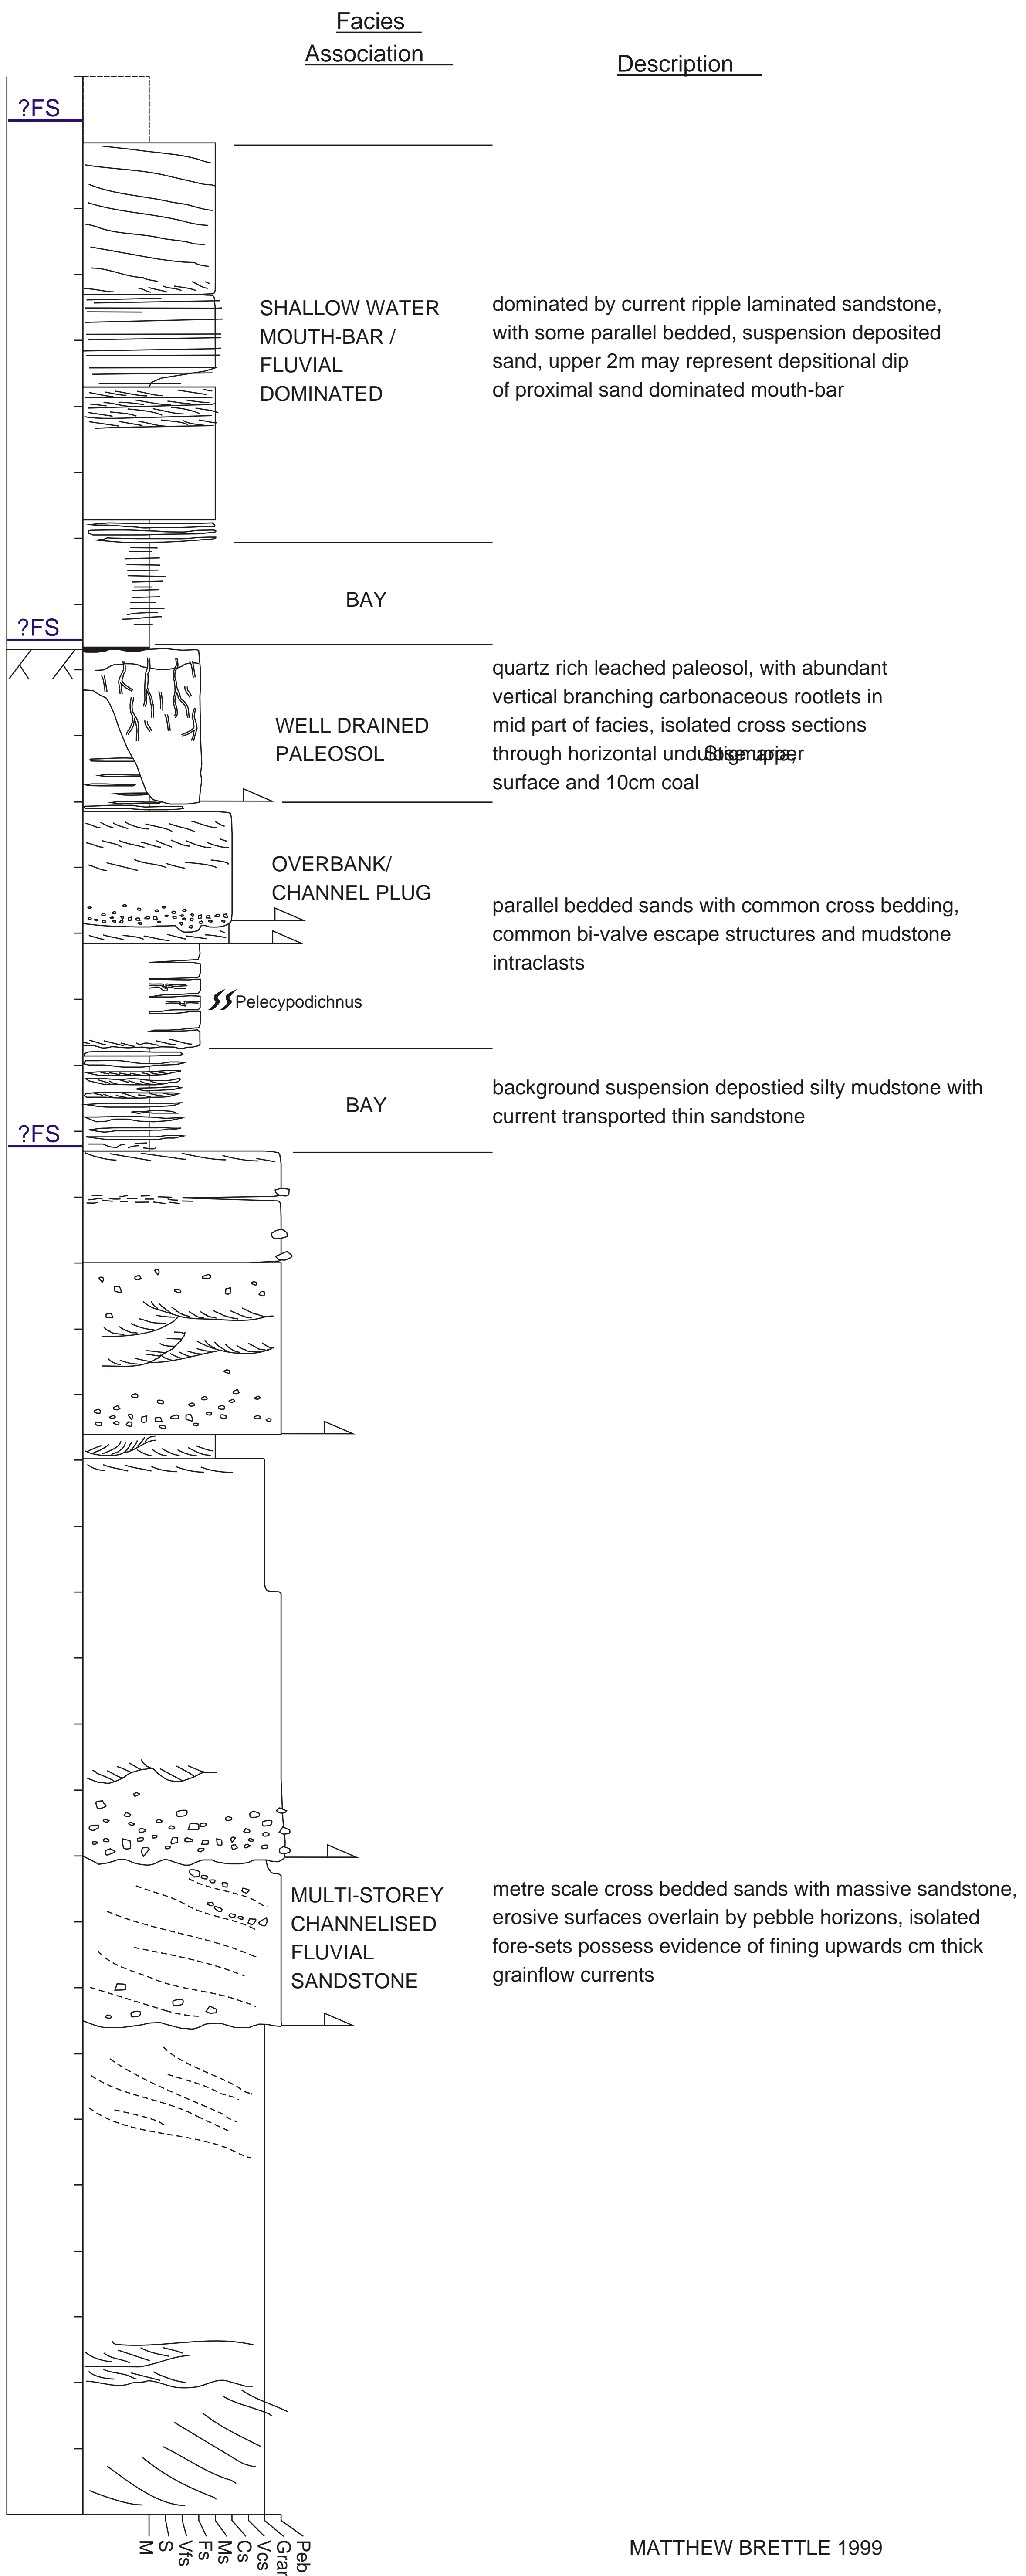 Facies
Association
Description
?FS
SHALLOW WATER
MOUTH-BAR /
FLUVIAL
DOMINATED
dominated by current ripple laminated sandstone,
with some parallel bedded, suspension deposited
sand, upper 2m may represent depsitional dip
of proximal sand dominated mouth-bar
BAY
?FS
WELL DRAINED
PALEOSOL
quartz rich leached paleosol, with abundant
vertical branching carbonaceous rootlets in
mid part of facies, isolated cross sections
through horizontal Stigmaria, upper
surface and 10cm coal
OVERBANK/
CHANNEL PLUG
parallel bedded sands with common cross bedding,
common bi-valve escape structures and mudstone
intraclasts
Pelecypodichnus
BAY
background suspension depostied silty mudstone with
current transported thin sandstone
?FS
MULTI-STOREY
CHANNELISED
FLUVIAL
SANDSTONE
metre scale cross bedded sands with massive sandstone,
erosive surfaces overlain by pebble horizons, isolated
fore-sets possess evidence of fining upwards cm thick
grainflow currents
M
S
Vfs
Fs
Ms
Cs
Vcs
Gran
Peb
MATTHEW BRETTLE 1999